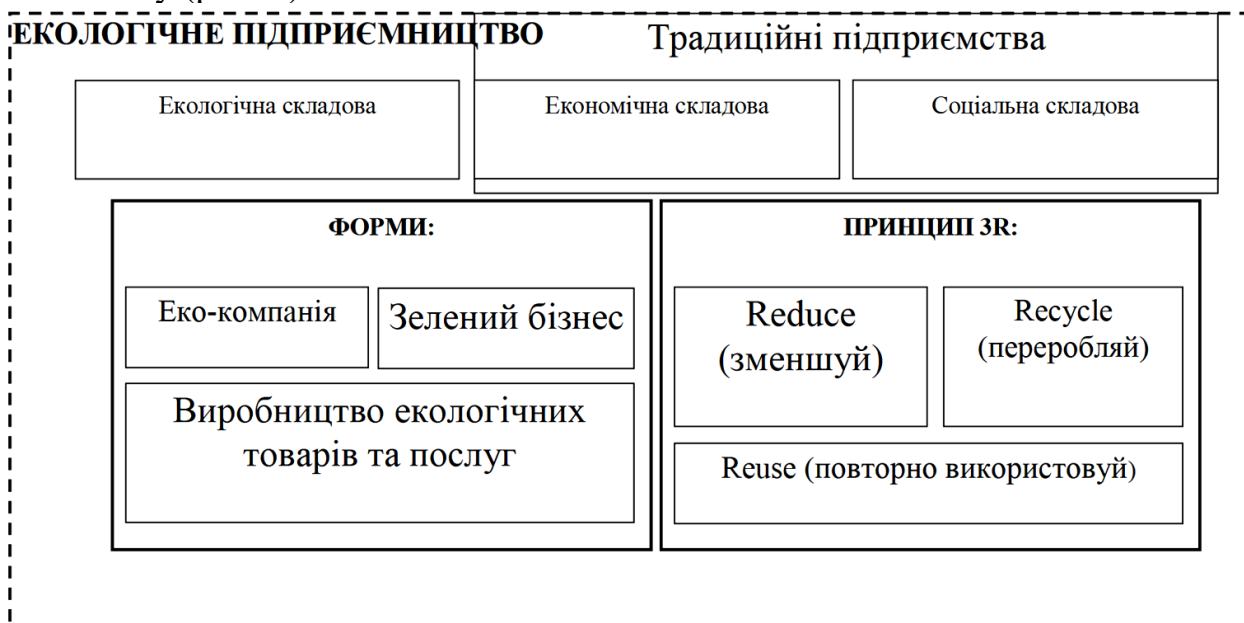 ЕКОЛОГІЧНЕ ПІДПРИЄМНИЦТВО
Традиційні підприємства
Екологічна складова
Економічна складова
Соціальна складова
ФОРМИ:
Еко-компанія
Зелений бізнес
Виробництво екологічних
товарів та послуг
ПРИНЦИП 3R:
Reduce
(зменшуй)
Recycle
(переробляй)
Reuse (повторно використовуй)